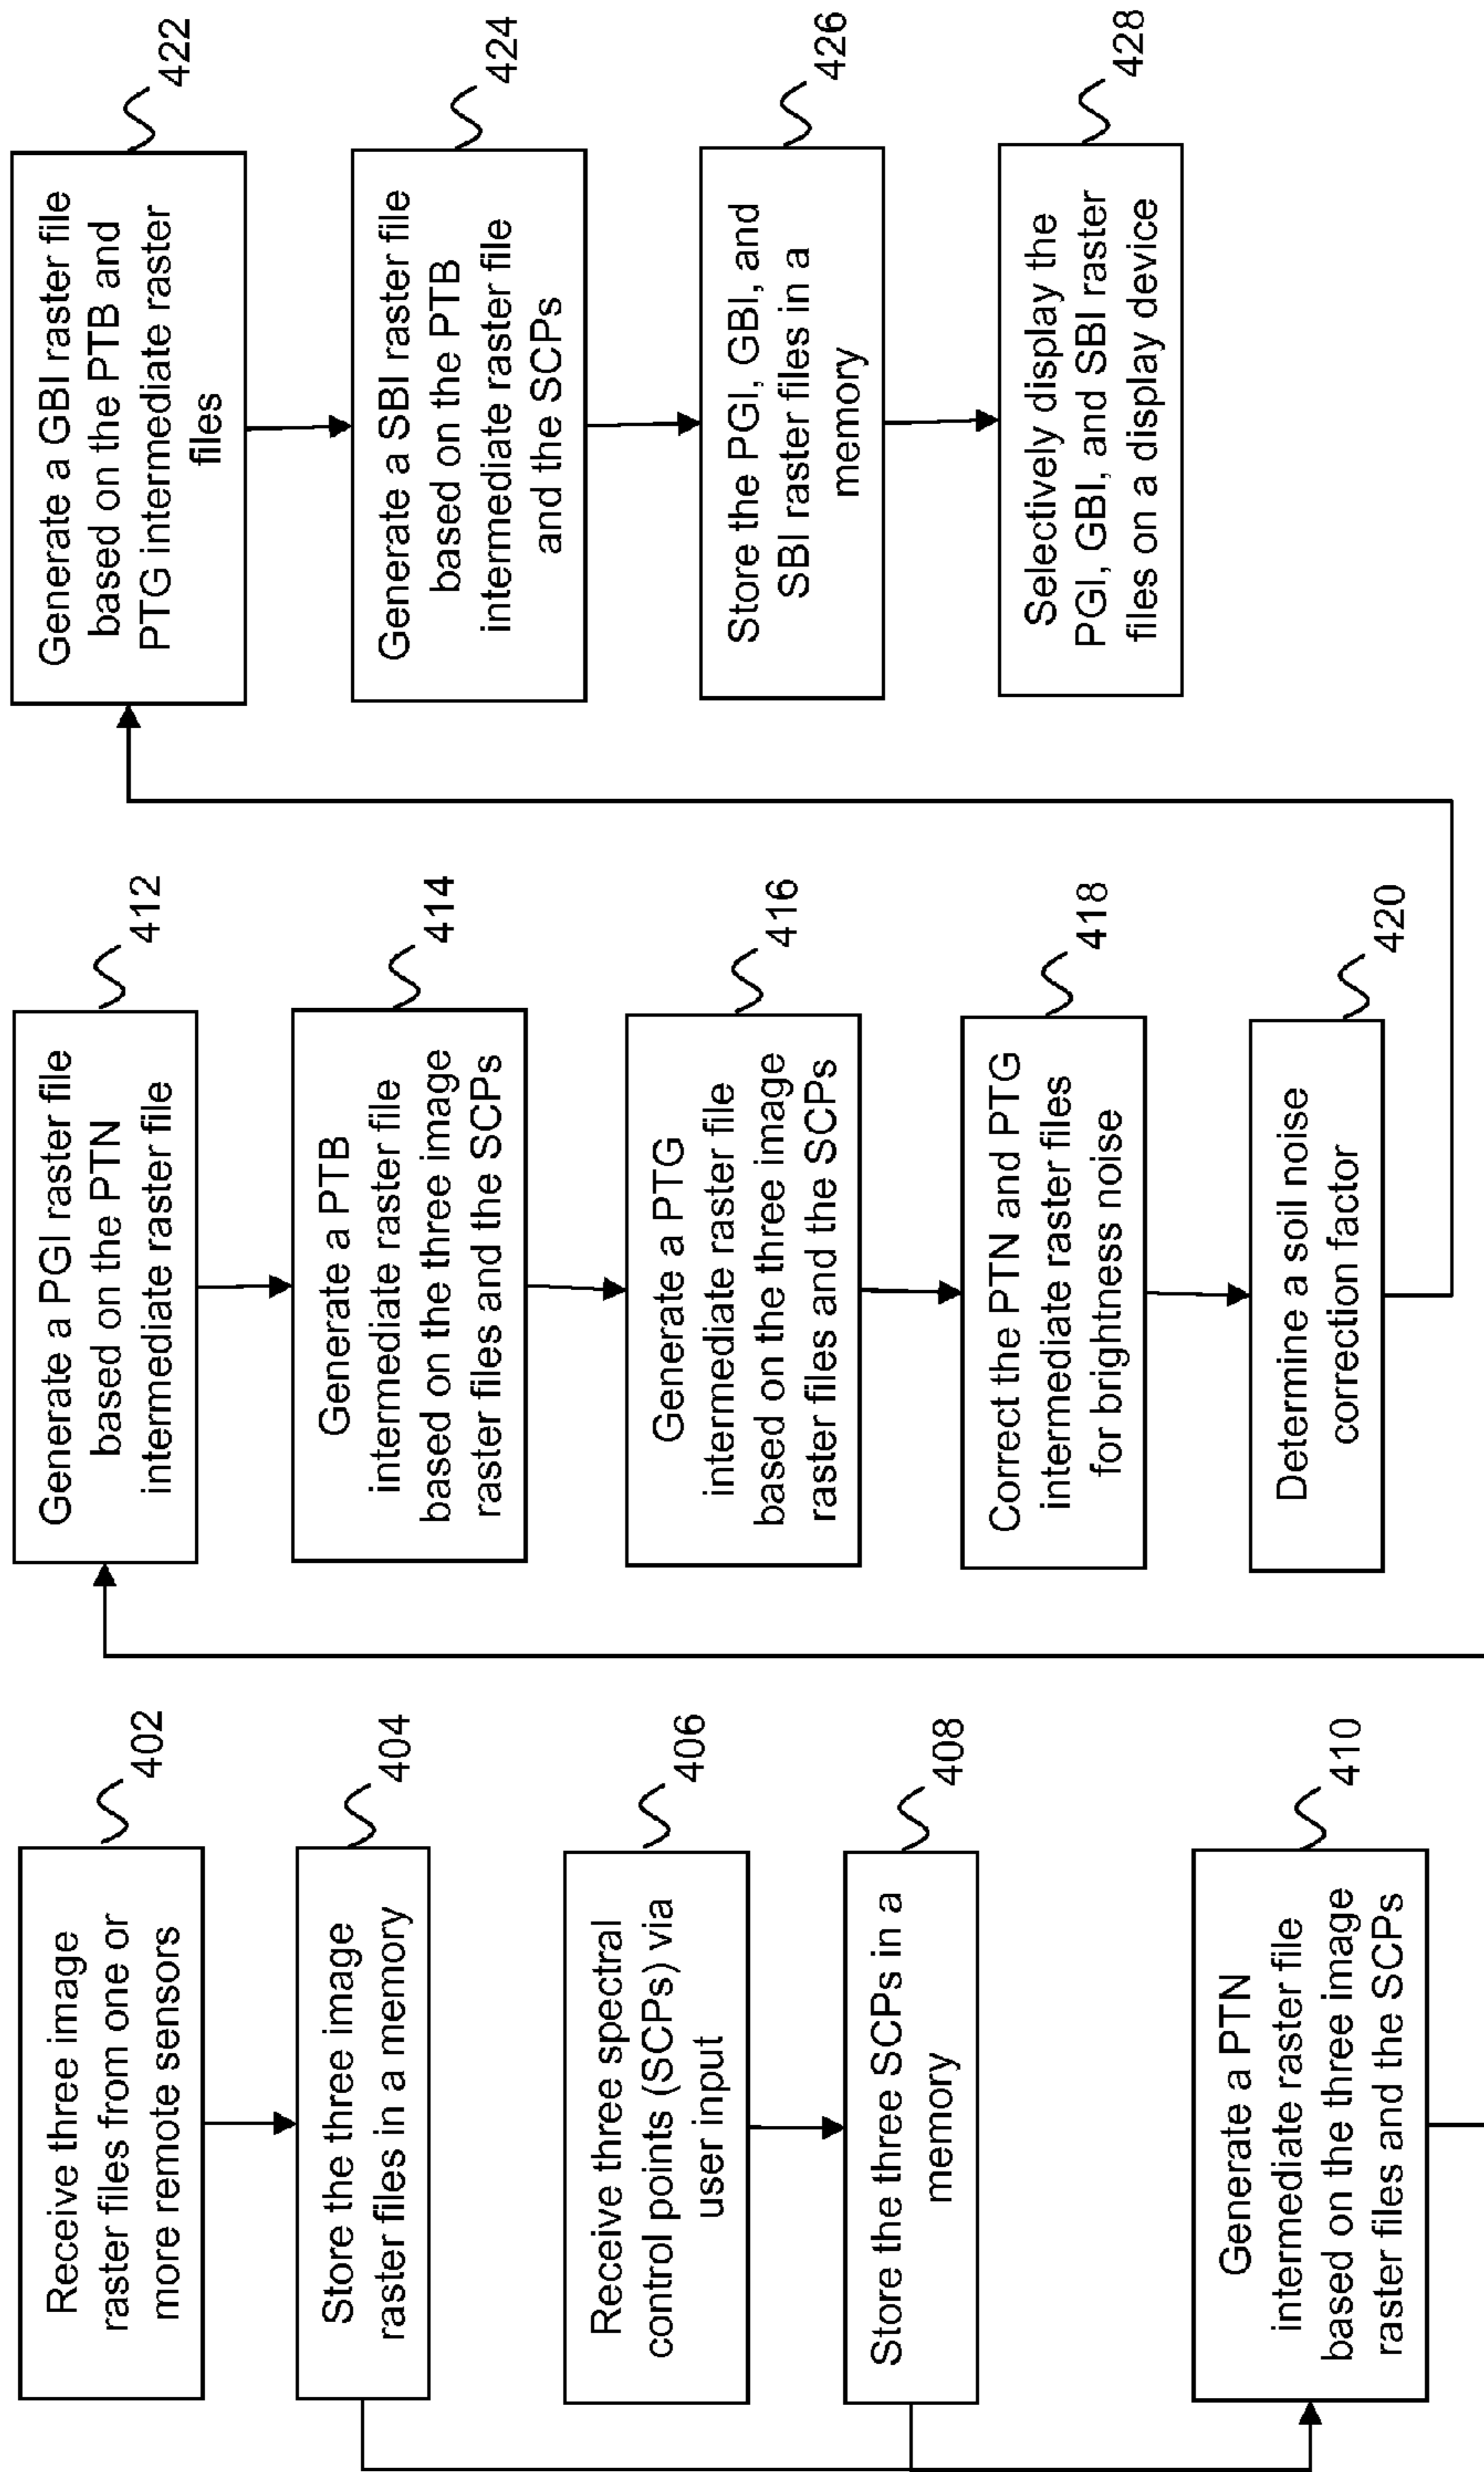 Receive three image
raster files from one or
more remote sensors
402
Store the three image
raster files in a memory
404
Receive three spectral
control points (SCPs) via
user input
406
Store the three SCPs in a
memory
408
Generate a PTN
intermediate raster file
based on the three image
raster files and the SCPs
410
Generate a PGI raster file
based on the PTN
intermediate raster file
412
Generate a PTB
intermediate raster file
based on the three image
raster files and the SCPs
414
Generate a PTG
intermediate raster file
based on the three image
raster files and the SCPs
416
Correct the PTN and PTG
intermediate raster files
for brightness noise
418
Determine a soil noise
correction factor
420
Generate a GBI raster file
based on the PTB and
PTG intermediate raster
files
422
Generate a SBI raster file
based on the PTB
intermediate raster file
and the SCPs
424
Store the PGI, GBI, and
SBI raster files in a
memory
426
Selectively display the
PGI, GBI, and SBI raster
files on a display device
428